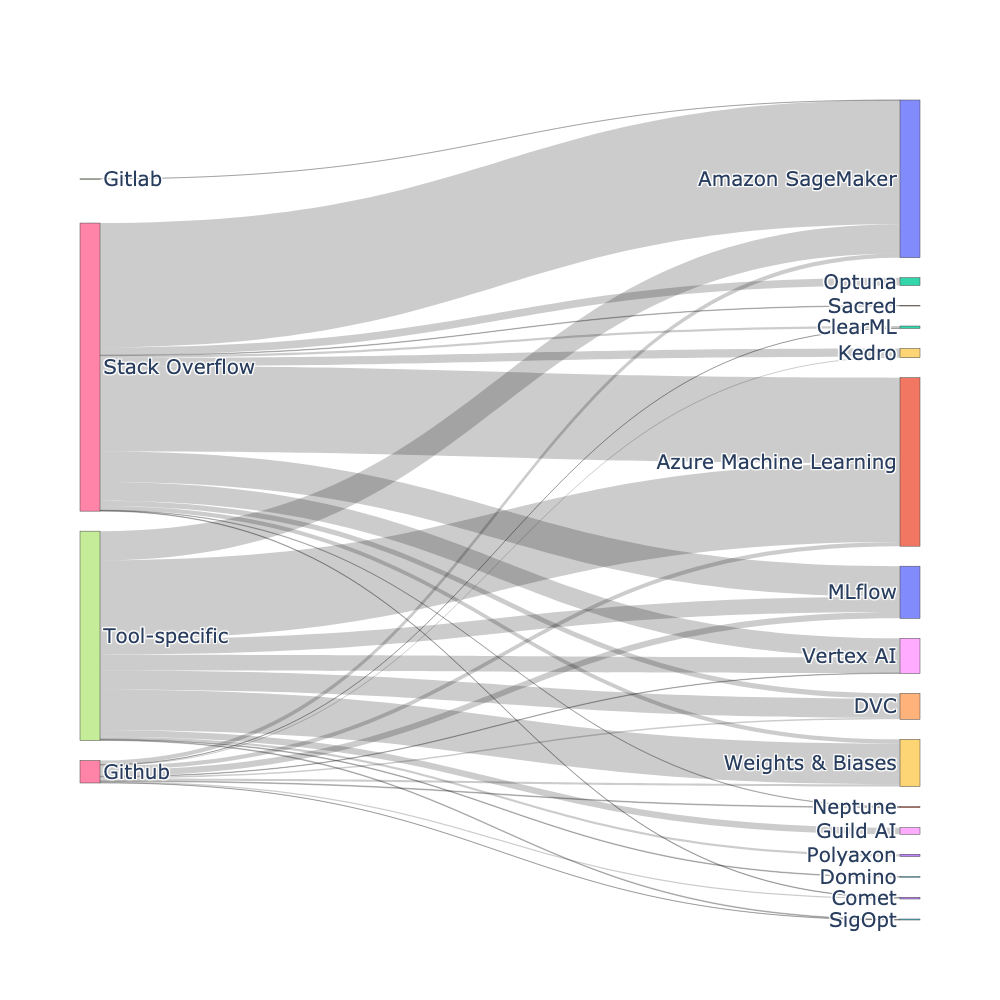 Gitlab
Stack Overflow
Tool-specific
Github
Amazon SageMaker
Optuna
Sacred
ClearML
Kedro
Azure Machine Learning
MLflow
Vertex AI
DVC
Weights & Biases
Neptune
Guild AI
Polyaxon
Domino
Comet
SigOpt